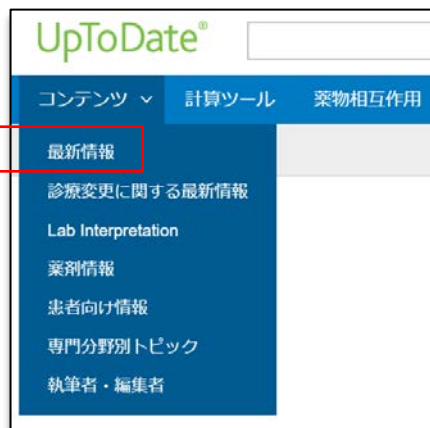 UpToDate®
コンテンツ 計算ツール 薬物相互作用
最新情報
診療変更に関する最新情報
Lab Interpretation
薬剤情報
患者向け情報
専門分野別トピック
執筆者・編集者